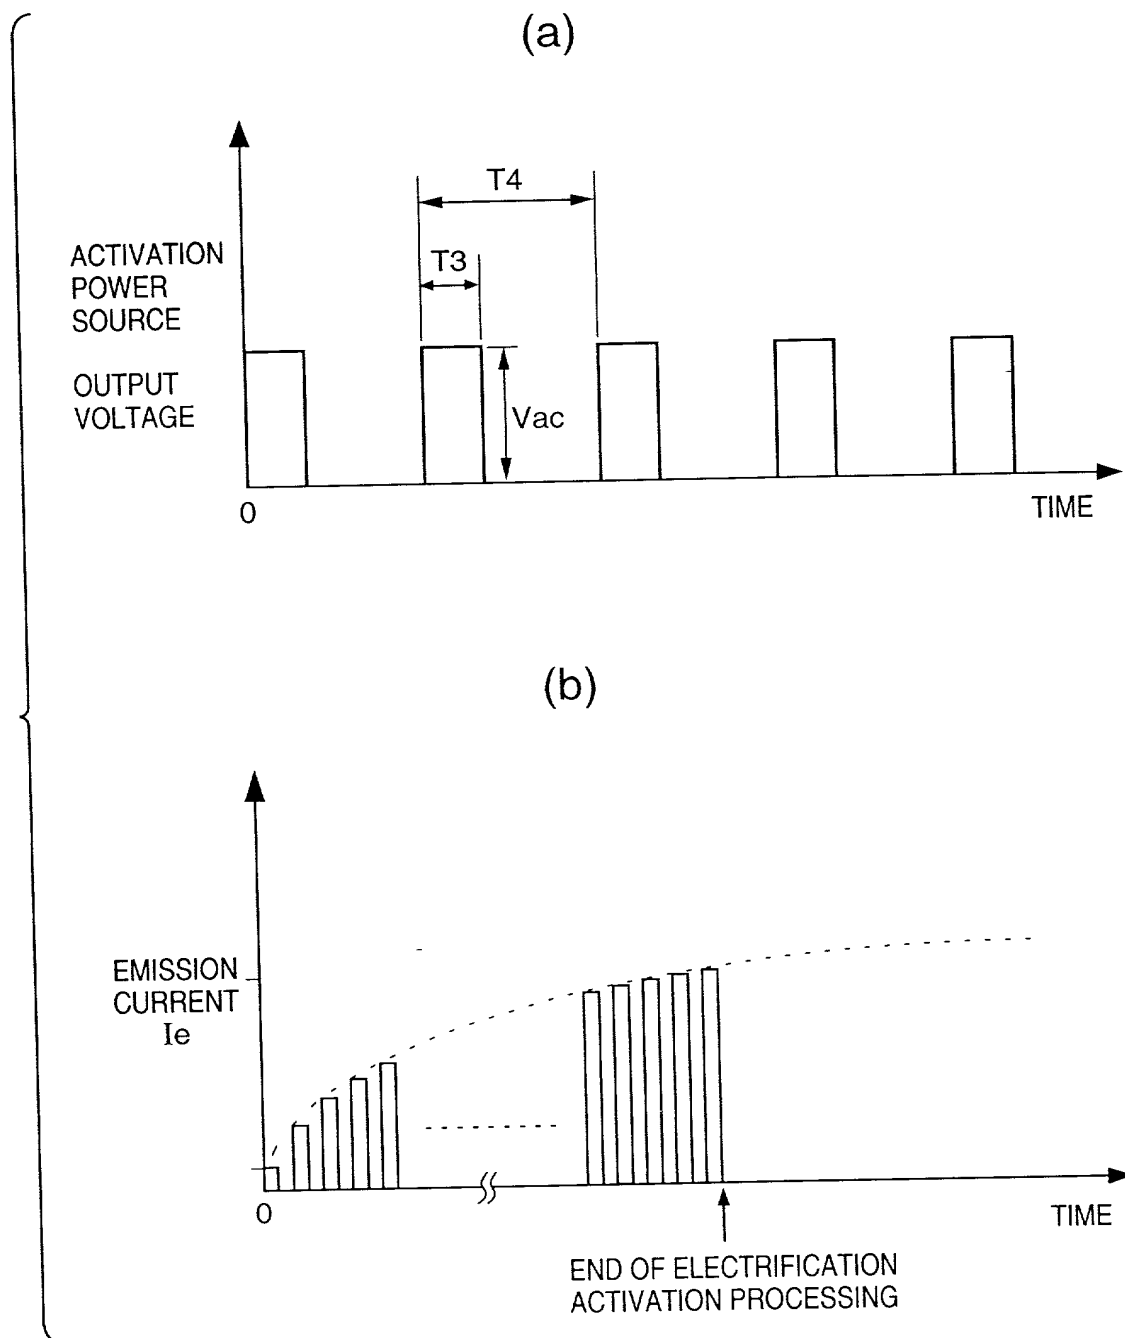 (a)
T4
T3
ACTIVATION
POWER
SOURCE
OUTPUT
VOLTAGE
Vac
0
TIME
(b)
EMISSION
CURRENT
Ie
0
TIME
END OF ELECTRIFICATION
ACTIVATION PROCESSING